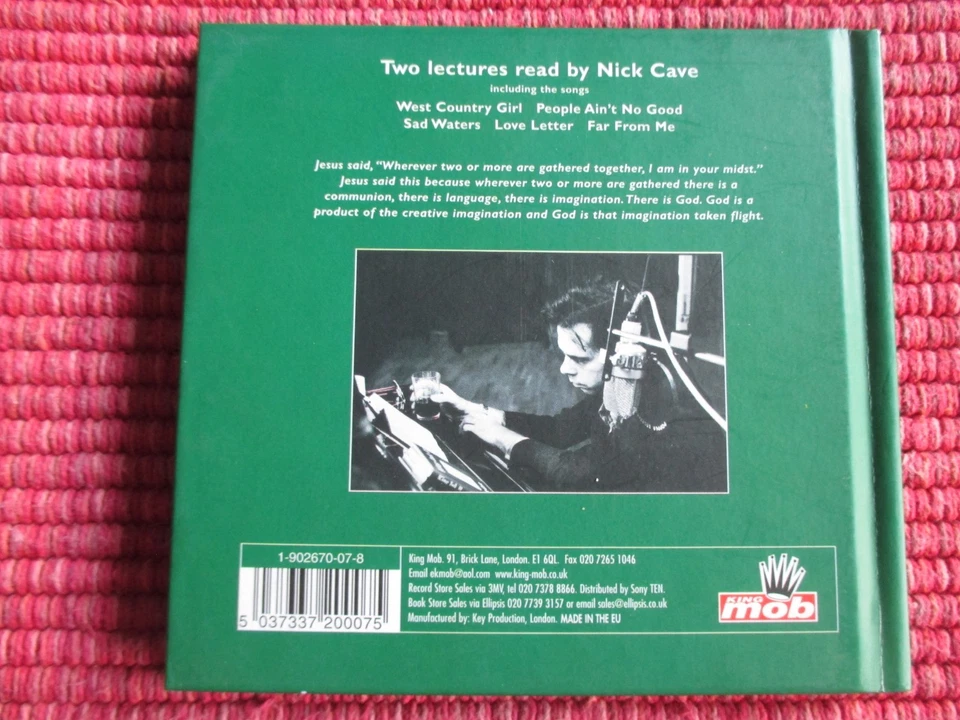 Two lectures read by Nick Cave
including the songs
West Country Girl People Ain't No Good
Sad Waters Love Letter Far From Me
Jesus said, "Wherever two or more are gathered together, I am in your midst."
Jesus said this because wherever two or more are gathered there is a
communion, there is language, there is imagination. There is God. God is a
product of the creative imagination and God is that imagination taken flight.
1-902670-07-8
5 037337 200075
King Mob. 91, Brick Lane, London. E1 6QL. Fax 020 7265 1046
Email ekmob@aol.com www.king-mob.co.uk
Record Store Sales via 3MV, tel 020 7378 8866. Distributed by Sony TEN.
Book Store Sales via Ellipsis 020 7739 3157 or email sales@ellipsis.co.uk
Manufactured by: Key Production, London. MADE IN THE EU
KING
mob